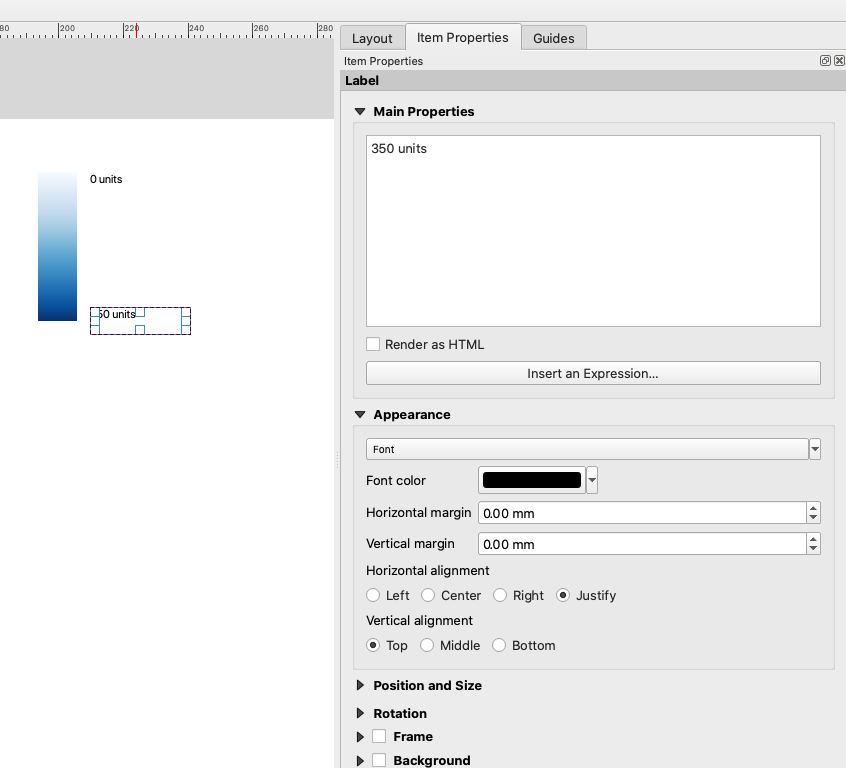 80
200
220
240
260
280
Layout
Item Properties
Guides
Item Properties
Label
Main Properties
350 units
0 units
50 units
Render as HTML
Insert an Expression...
Appearance
Font
Font color
Horizontal margin
0.00 mm
Vertical margin
0.00 mm
Horizontal alignment
Left
Center
Right
Justify
Vertical alignment
Top
Middle
Bottom
Position and Size
Rotation
Frame
Background